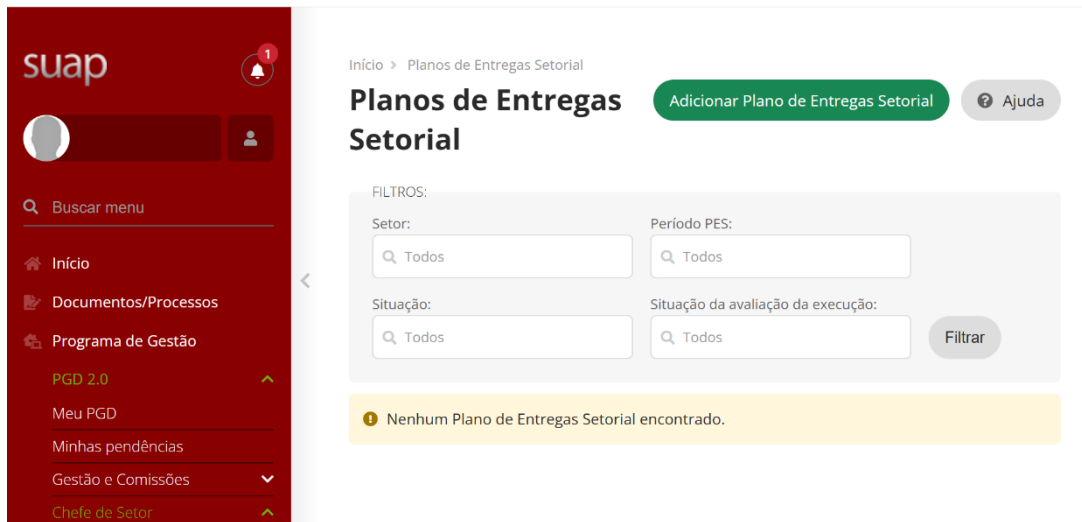 suap
1
Buscar menu
Início
Documentos/Processos
Programa de Gestão
PGD 2.0
Meu PGD
Minhas pendências
Gestão e Comissões
Chefe de Setor
Início > Planos de Entregas Setorial
Planos de Entregas
Setorial
Adicionar Plano de Entregas Setorial
Ajuda
FILTROS:
Setor:
Período PES:
Todos
Todos
Situação:
Situação da avaliação da execução:
Todos
Todos
Filtrar
Nenhum Plano de Entregas Setorial encontrado.